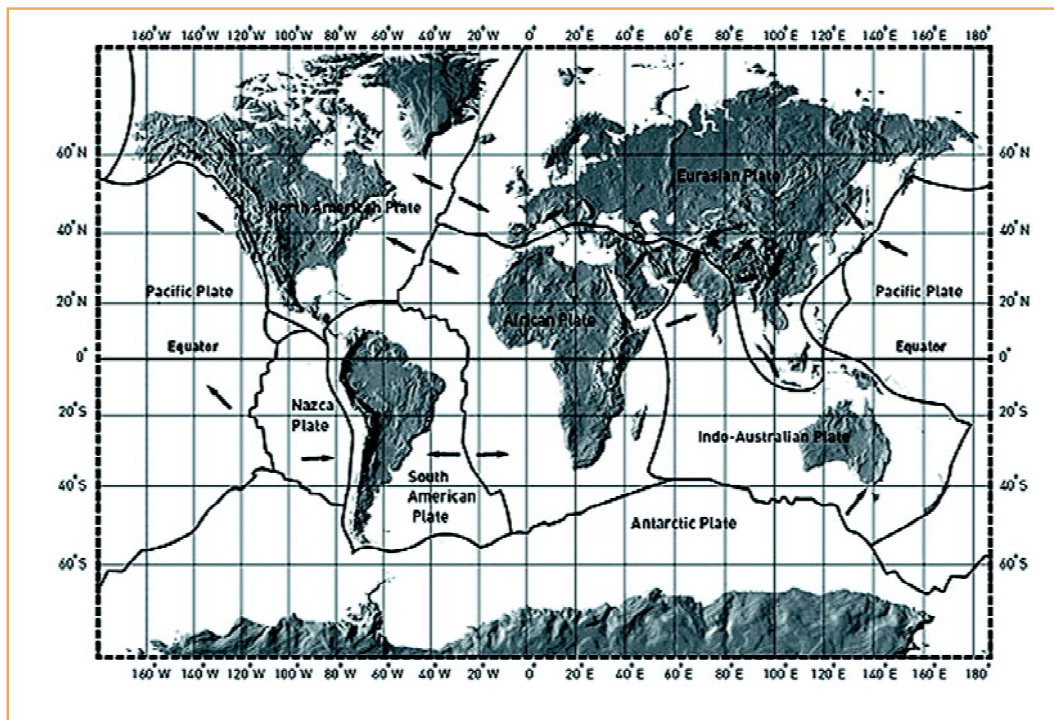 160°W 140°W 120°W 100°W 80°W 60°W 40°W 20°W 0° 20°E 40°E 60°E 80°E 100°E 120°E 140°E 160°E 180°
60°N 60°N
Eurasian Plate
North American Plate
40°N 40°N
Pacific Plate Pacific Plate
20°N 20°N
African Plate
Equator Equator
0° 0°
Nazca
Plate
20°S 20°S
Indo-Australian Plate
40°S 40°S
South
American
Plate
Antarctic Plate
60°S 60°S
160°W 140°W 120°W 100°W 80°W 60°W 40°W 20°W 0° 20°E 40°E 60°E 80°E 100°E 120°E 140°E 160°E 180°